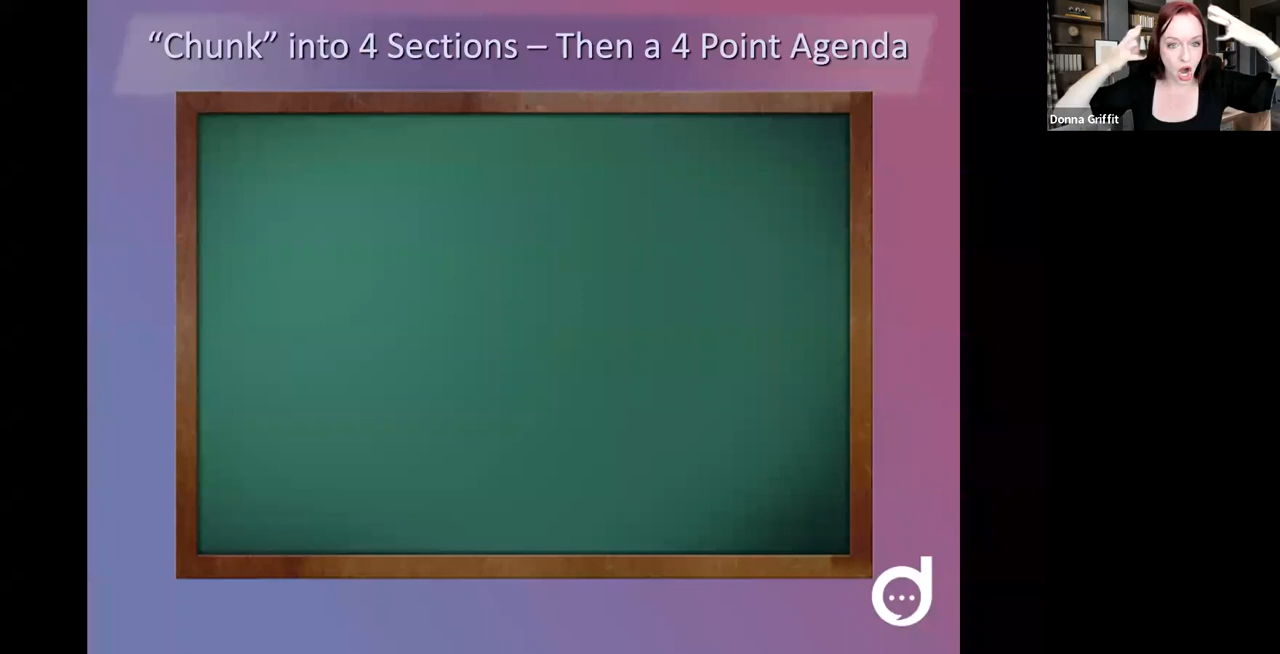 “Chunk” into 4 Sections – Then a 4 Point Agenda
Donna Griffit